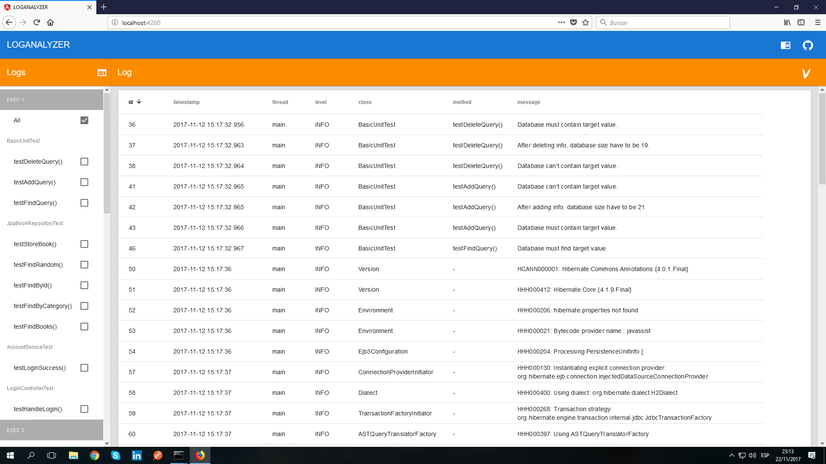 LOGANALYZER
localhost:4200
Buscar
LOGANALYZER
Logs
Log
EXEC 1
All
BasicUnitTest
testDeleteQuery()
testAddQuery()
testFindQuery()
JpaBookRepositoryTest
testStoreBook()
testFindRandom()
testFindById()
testFindByCategory()
testFindBooks()
AccountServiceTest
testLoginSuccess()
LoginControllerTest
testHandleLogin()
EXEC 2
id timestamp thread level class method message
36 2017-11-12 15:17:32.956 main INFO BasicUnitTest testDeleteQuery() Database must contain target value.
37 2017-11-12 15:17:32.963 main INFO BasicUnitTest testDeleteQuery() After deleting info, database size have to be 19.
38 2017-11-12 15:17:32.964 main INFO BasicUnitTest testDeleteQuery() Database can't contain target value.
41 2017-11-12 15:17:32.965 main INFO BasicUnitTest testAddQuery() Database can't contain target value.
42 2017-11-12 15:17:32.965 main INFO BasicUnitTest testAddQuery() After adding info, database size have to be 21.
43 2017-11-12 15:17:32.966 main INFO BasicUnitTest testAddQuery() Database must contain target value.
46 2017-11-12 15:17:32.967 main INFO BasicUnitTest testFindQuery() Database must find target value.
50 2017-11-12 15:17:36 main INFO Version - HCANN000001: Hibernate Commons Annotations {4.0.1.Final}
51 2017-11-12 15:17:36 main INFO Version - HHH000412: Hibernate Core {4.1.9.Final}
52 2017-11-12 15:17:36 main INFO Environment - HHH000206: hibernate.properties not found
53 2017-11-12 15:17:36 main INFO Environment - HHH000021: Bytecode provider name : javassist
54 2017-11-12 15:17:36 main INFO Ejb3Configuration - HHH000204: Processing PersistenceUnitInfo [
57 2017-11-12 15:17:37 main INFO ConnectionProviderInitiator - HHH000130: Instantiating explicit connection provider:
org.hibernate.ejb.connection.InjectedDataSourceConnectionProvider
58 2017-11-12 15:17:37 main INFO Dialect - HHH000400: Using dialect: org.hibernate.dialect.H2Dialect
59 2017-11-12 15:17:37 main INFO TransactionFactoryInitiator - HHH000268: Transaction strategy:
org.hibernate.engine.transaction.internal.jdbc.JdbcTransactionFactory
60 2017-11-12 15:17:37 main INFO ASTQueryTranslatorFactory - HHH000397: Using ASTQueryTranslatorFactory
ESP
23:13
22/11/2017